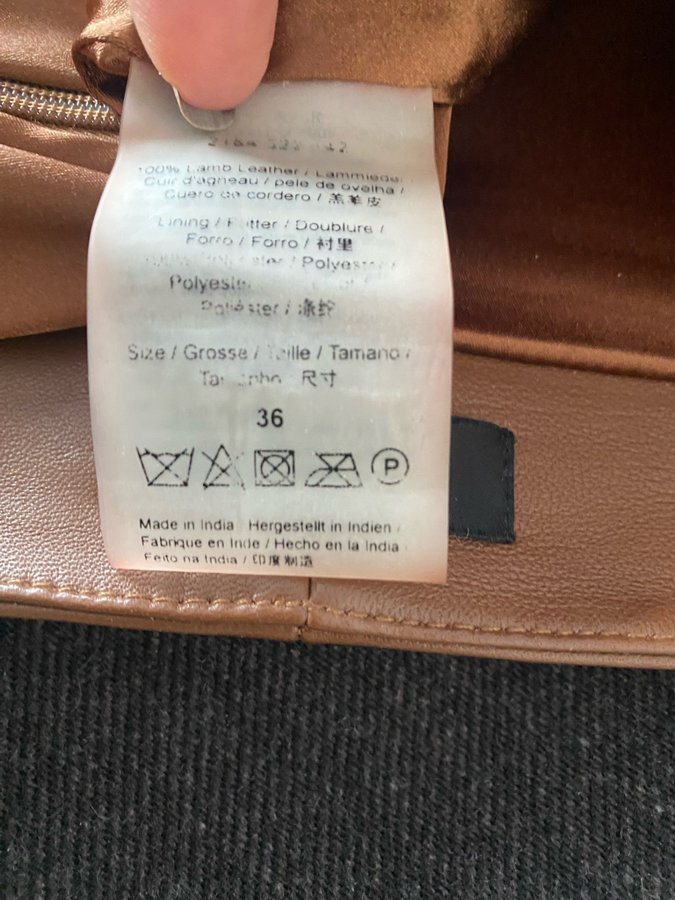 100% Lamb Leather / Lammleder
Cuir d'agneau / pele de ovelha /
Cuero de cordero / 羔羊皮
Lining / Futter / Doublure /
Forro / Forro / 衬里
Polyester
/ 涤纶
Size / Grosse / Taille / Tamano /
Tamanho 尺寸
36
P
Made in India Hergestellt in Indien /
Fabrique en Inde / Hecho en la India
Feito na India / 印度制造